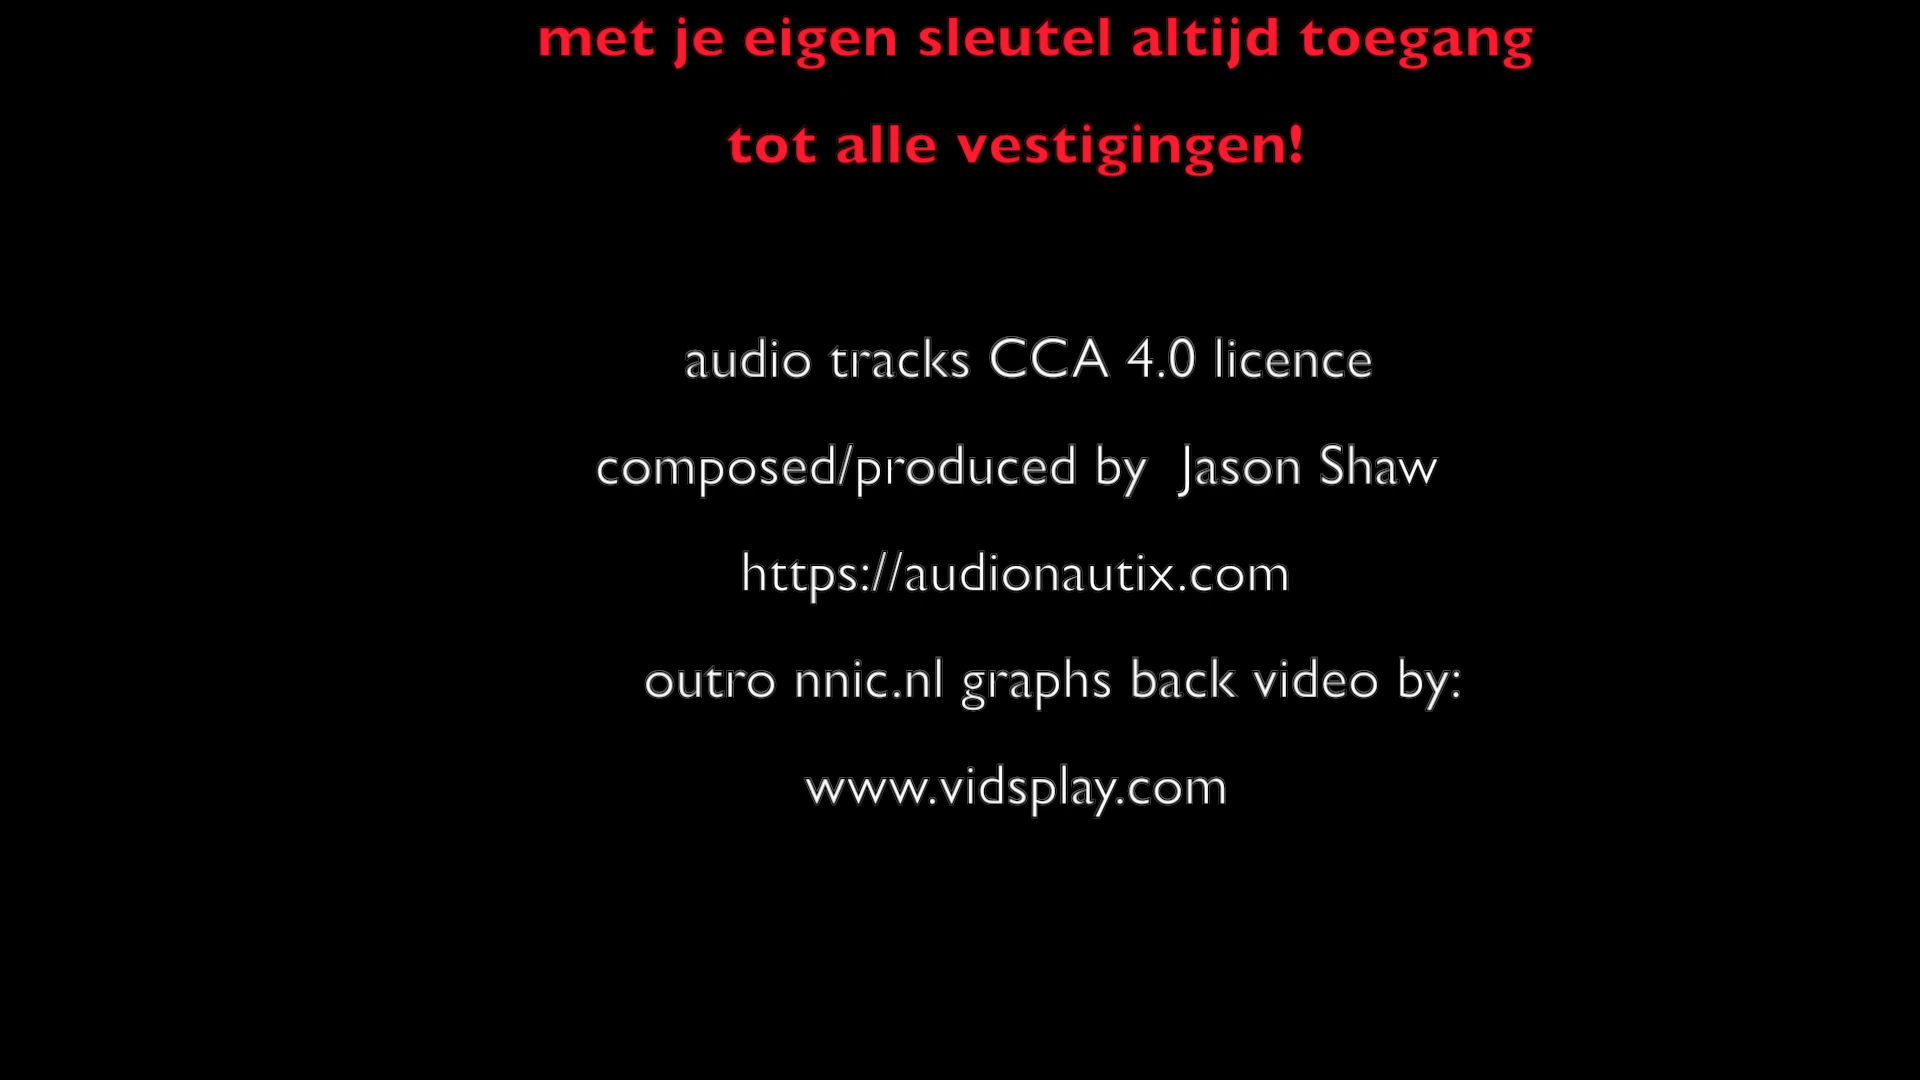 met je eigen sleutel altijd toegang
tot alle vestigingen!
audio tracks CCA 4.0 licence
composed/produced by  Jason Shaw
https://audionautix.com
outro nnic.nl graphs back video by:
www.vidsplay.com